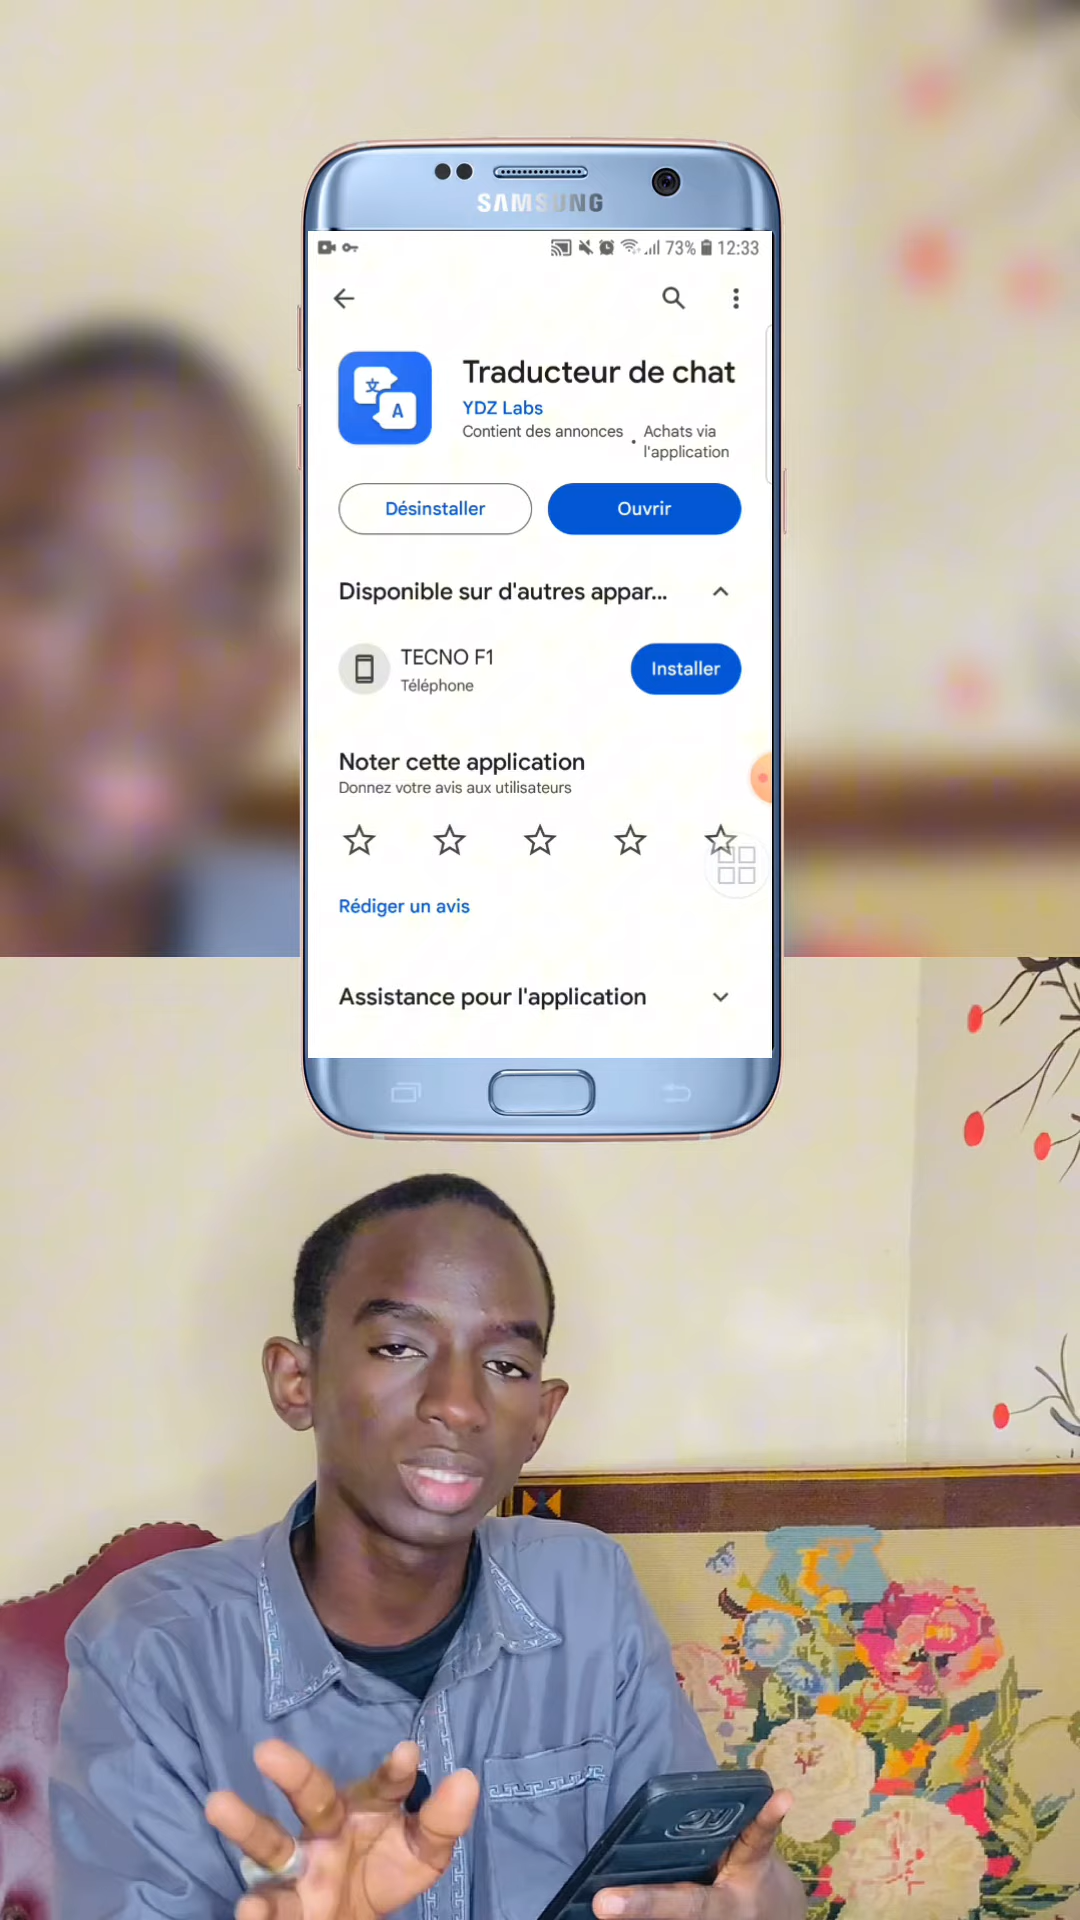 SAMSUNG
73% 12:33
Traducteur de chat
YDZ Labs
Contient des annonces • Achats via
l'application
Désinstaller
Ouvrir
Disponible sur d'autres appar...
TECNO F1
Téléphone
Installer
Noter cette application
Donnez votre avis aux utilisateurs
Rédiger un avis
Assistance pour l'application